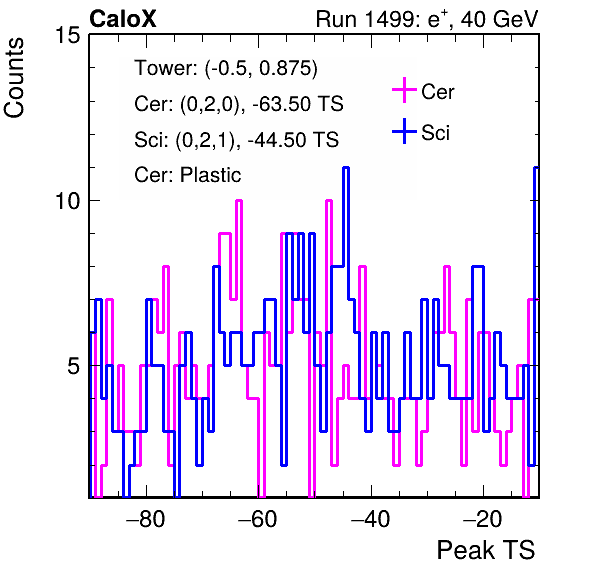 CaloX Run 1499: e⁺, 40 GeV
Counts
15
10
5
Tower: (-0.5, 0.875)
Cer: (0,2,0), -63.50 TS
Sci: (0,2,1), -44.50 TS
Cer: Plastic
Cer
Sci
−80 −60 −40 −20
Peak TS